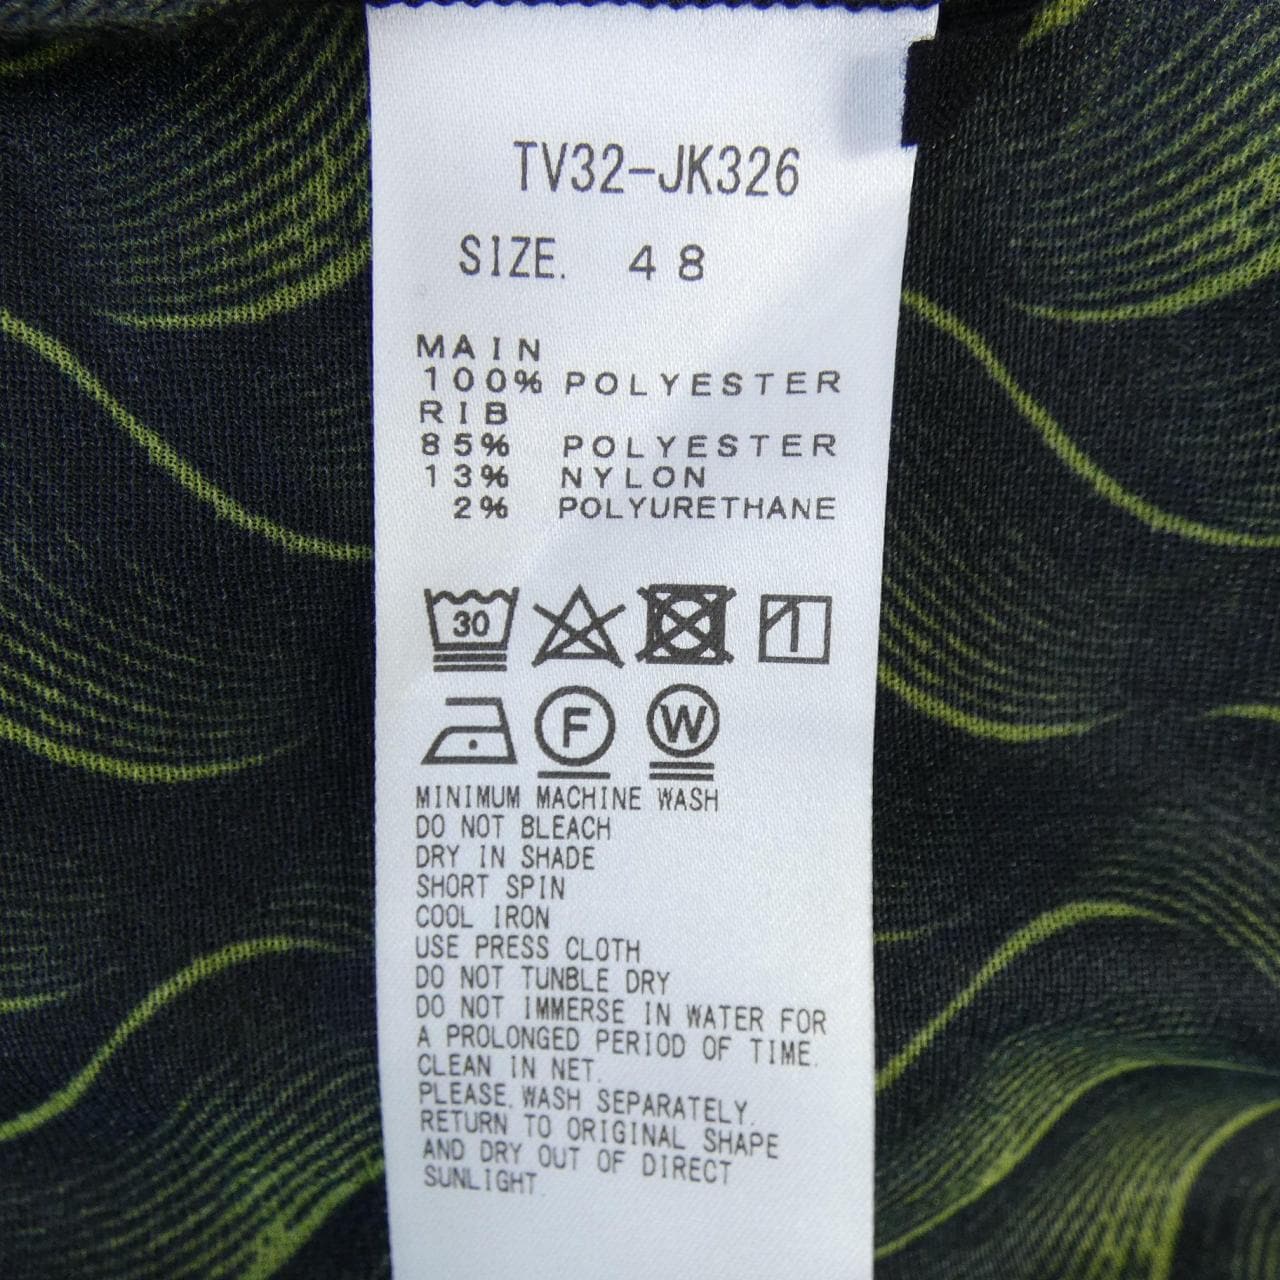 TV32-JK326
SIZE. 48
MAIN
100% POLYESTER
RIB
85% POLYESTER
13% NYLON
2% POLYURETHANE
30
F W
MINIMUM MACHINE WASH
DO NOT BLEACH
DRY IN SHADE
SHORT SPIN
COOL IRON
USE PRESS CLOTH
DO NOT TUNBLE DRY
DO NOT IMMERSE IN WATER FOR
A PROLONGED PERIOD OF TIME.
CLEAN IN NET.
PLEASE.WASH SEPARATELY.
RETURN TO ORIGINAL SHAPE
AND DRY OUT OF DIRECT
SUNLIGHT.